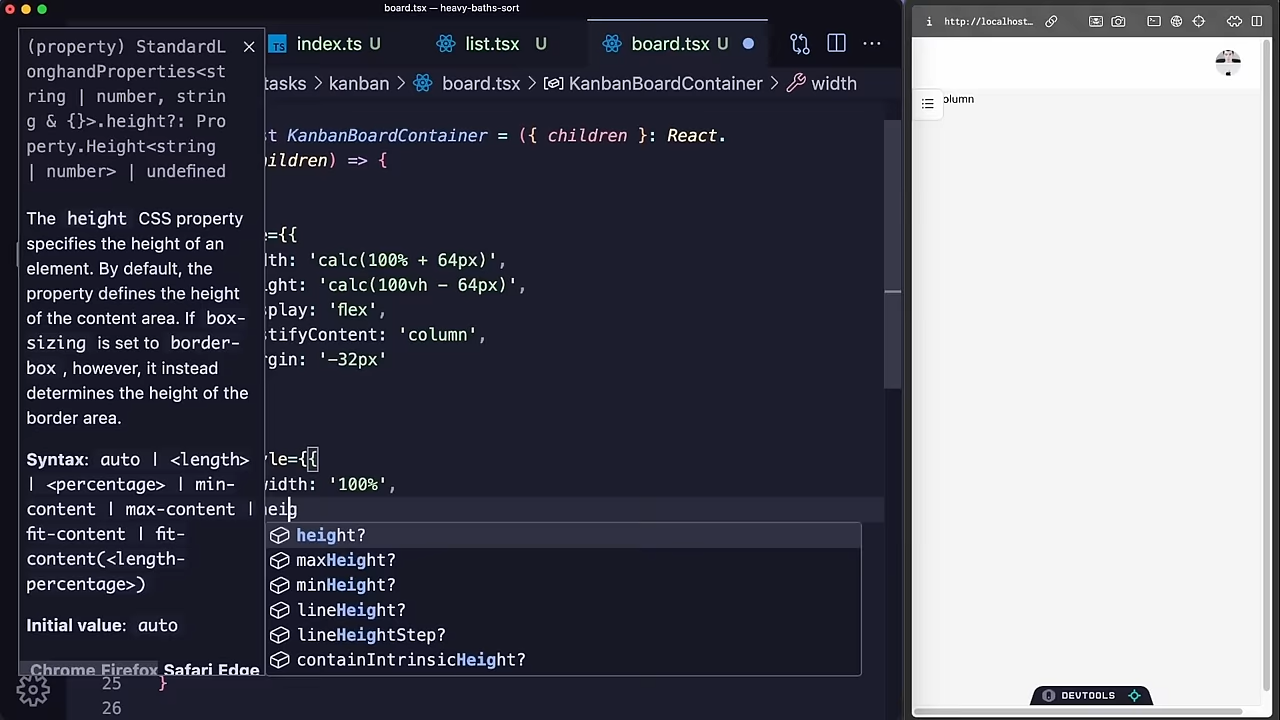 board.tsx — heavy-baths-sort
(property) StandardL
onghandProperties<st
ring | number, strin
g & {}>.height?: Pro
perty.Height<string
| number> | undefined
The height CSS property
specifies the height of an
element. By default, the
property defines the height
of the content area. If box-
sizing is set to border-
box , however, it instead
determines the height of the
border area.
Syntax: auto | <length>
| <percentage> | min-
content | max-content |
fit-content | fit-
content(<length-
percentage>)
Initial value: auto
Chrome Firefox Safari Edge
TS index.ts U
list.tsx U
board.tsx U
tasks > kanban > board.tsx > KanbanBoardContainer > width
st KanbanBoardContainer = ({ children }: React.
hildren) => {
e={{
dth: 'calc(100% + 64px)',
ight: 'calc(100vh - 64px)',
splay: 'flex',
stifyContent: 'column',
rgin: '-32px'
yle={{
width: '100%',
heig
height?
maxHeight?
minHeight?
lineHeight?
lineHeightStep?
containIntrinsicHeight?
25 }
26
http://localhost...
olumn
DEVTOOLS